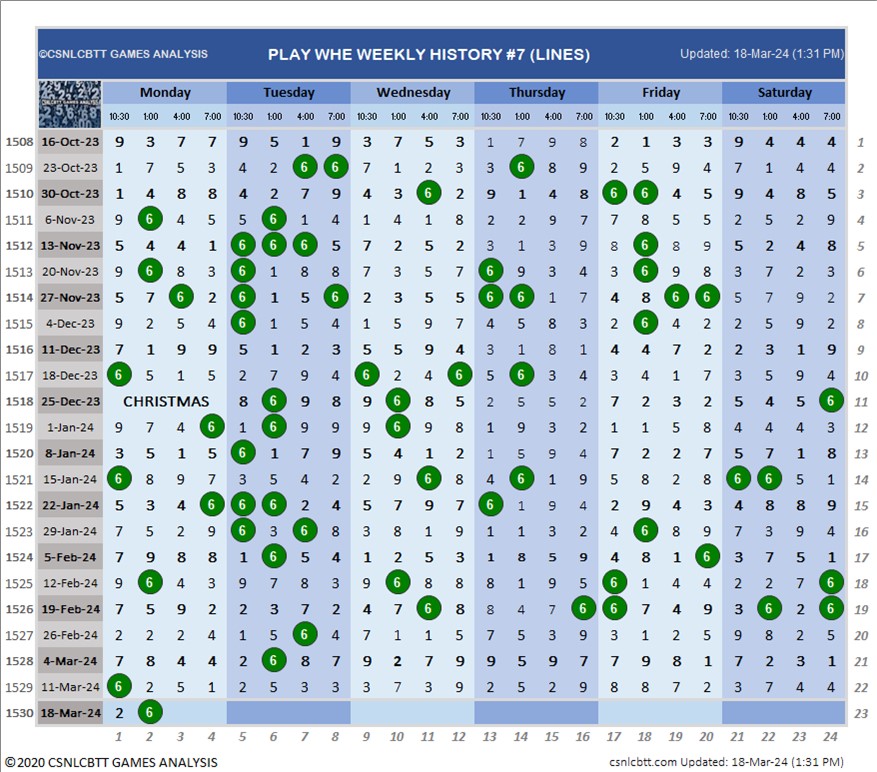 ©CSNLCBTT GAMES ANALYSIS PLAY WHE WEEKLY HISTORY #7 (LINES) Updated: 18-Mar-24 (1:31 PM)
CSNLCBTT GAMES ANALYSIS Monday Tuesday Wednesday Thursday Friday Saturday
10:30 1:00 4:00 7:00 10:30 1:00 4:00 7:00 10:30 1:00 4:00 7:00 10:30 1:00 4:00 7:00 10:30 1:00 4:00 7:00 10:30 1:00 4:00 7:00
1508 16-Oct-23 9 3 7 7 9 5 1 9 3 7 5 3 1 7 9 8 2 1 3 3 9 4 4 4 1
1509 23-Oct-23 1 7 5 3 4 2 6 6 7 1 2 3 3 6 8 9 2 5 9 4 7 1 4 4 2
1510 30-Oct-23 1 4 8 8 4 2 7 9 4 3 6 2 9 1 4 8 6 6 4 5 9 4 8 5 3
1511 6-Nov-23 9 6 4 5 5 6 1 4 1 4 1 8 2 2 9 7 7 8 5 5 2 5 2 9 4
1512 13-Nov-23 5 4 4 1 6 6 6 5 7 2 5 2 3 1 3 9 8 6 8 9 5 2 4 8 5
1513 20-Nov-23 9 6 8 3 6 1 8 8 7 3 5 7 6 9 3 4 3 6 9 8 3 7 2 3 6
1514 27-Nov-23 5 7 6 2 6 1 5 6 2 3 5 5 6 6 1 7 4 8 6 6 5 7 9 2 7
1515 4-Dec-23 9 2 5 4 6 1 5 4 1 5 9 7 4 5 8 3 2 6 4 2 2 5 9 2 8
1516 11-Dec-23 7 1 9 9 5 1 2 3 5 5 9 4 3 1 8 1 4 4 7 2 2 3 1 9 9
1517 18-Dec-23 6 5 1 5 2 7 9 4 6 2 4 6 5 6 3 4 3 4 1 7 3 5 9 4 10
1518 25-Dec-23 CHRISTMAS 8 6 9 8 9 6 8 5 2 5 5 2 7 2 3 2 5 4 5 6 11
1519 1-Jan-24 9 7 4 6 1 6 9 9 9 6 9 8 1 9 3 2 1 1 5 8 4 4 4 3 12
1520 8-Jan-24 3 5 1 5 6 1 7 9 5 4 1 2 1 5 9 4 7 2 2 7 5 7 1 8 13
1521 15-Jan-24 6 8 9 7 3 5 4 2 2 9 6 8 4 6 1 9 5 8 2 8 6 6 5 1 14
1522 22-Jan-24 5 3 4 6 6 6 2 4 5 7 9 7 6 1 9 4 2 9 4 3 4 8 8 9 15
1523 29-Jan-24 7 5 2 9 6 3 6 8 3 8 1 9 1 9 3 2 4 6 8 9 7 3 9 4 16
1524 5-Feb-24 7 9 8 8 1 6 5 4 1 2 5 3 1 8 5 9 4 8 1 6 3 7 5 1 17
1525 12-Feb-24 9 6 4 3 9 7 8 3 9 6 8 8 8 1 9 5 6 1 4 4 2 2 7 6 18
1526 19-Feb-24 7 5 9 2 2 3 7 2 4 7 6 8 8 4 7 6 6 7 4 9 3 6 2 6 19
1527 26-Feb-24 2 2 2 4 1 5 6 4 7 1 1 5 7 5 3 9 3 1 2 5 9 8 2 5 20
1528 4-Mar-24 7 8 4 4 2 6 8 7 9 2 7 9 9 5 9 7 7 9 8 1 7 2 3 1 21
1529 11-Mar-24 6 2 5 1 2 5 3 3 3 7 3 9 2 5 2 9 8 8 7 2 3 7 4 4 22
1530 18-Mar-24 2 6 23
1 2 3 4 5 6 7 8 9 10 11 12 13 14 15 16 17 18 19 20 21 22 23 24
©2020 CSNLCBTT GAMES ANALYSIS csnlcbtt.com Updated: 18-Mar-24 (1:31 PM)